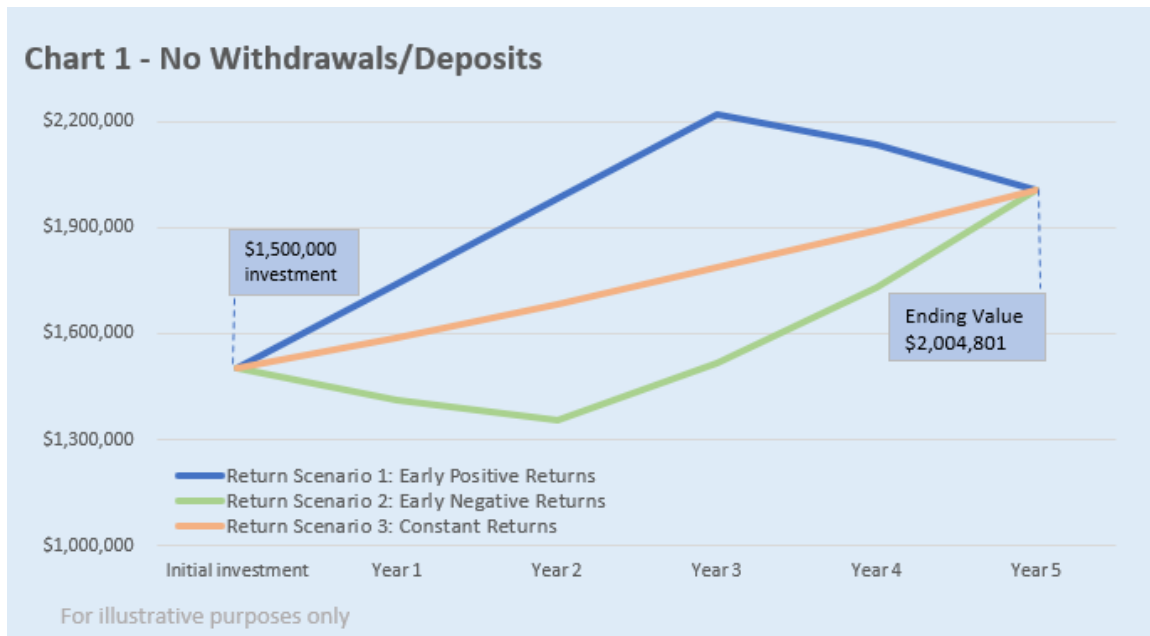 Chart 1 - No Withdrawals/Deposits
$2,200,000
$1,900,000
$1,600,000
$1,300,000
$1,000,000
$1,500,000
investment
Ending Value
$2,004,801
Return Scenario 1: Early Positive Returns
Return Scenario 2: Early Negative Returns
Return Scenario 3: Constant Returns
Initial investment Year 1 Year 2 Year 3 Year 4 Year 5
For illustrative purposes only